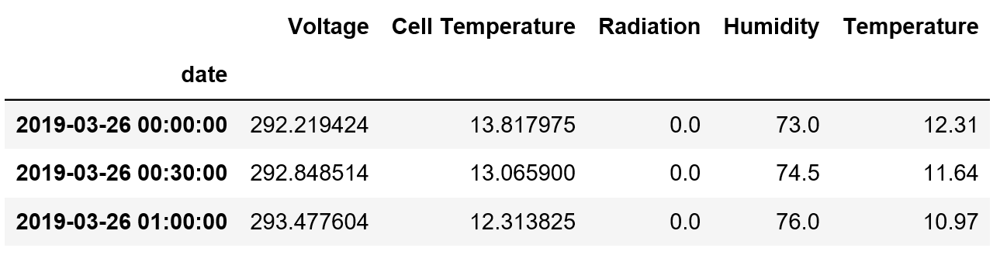 Voltage Cell Temperature Radiation Humidity Temperature
date
2019-03-26 00:00:00 292.219424 13.817975 0.0 73.0 12.31
2019-03-26 00:30:00 292.848514 13.065900 0.0 74.5 11.64
2019-03-26 01:00:00 293.477604 12.313825 0.0 76.0 10.97